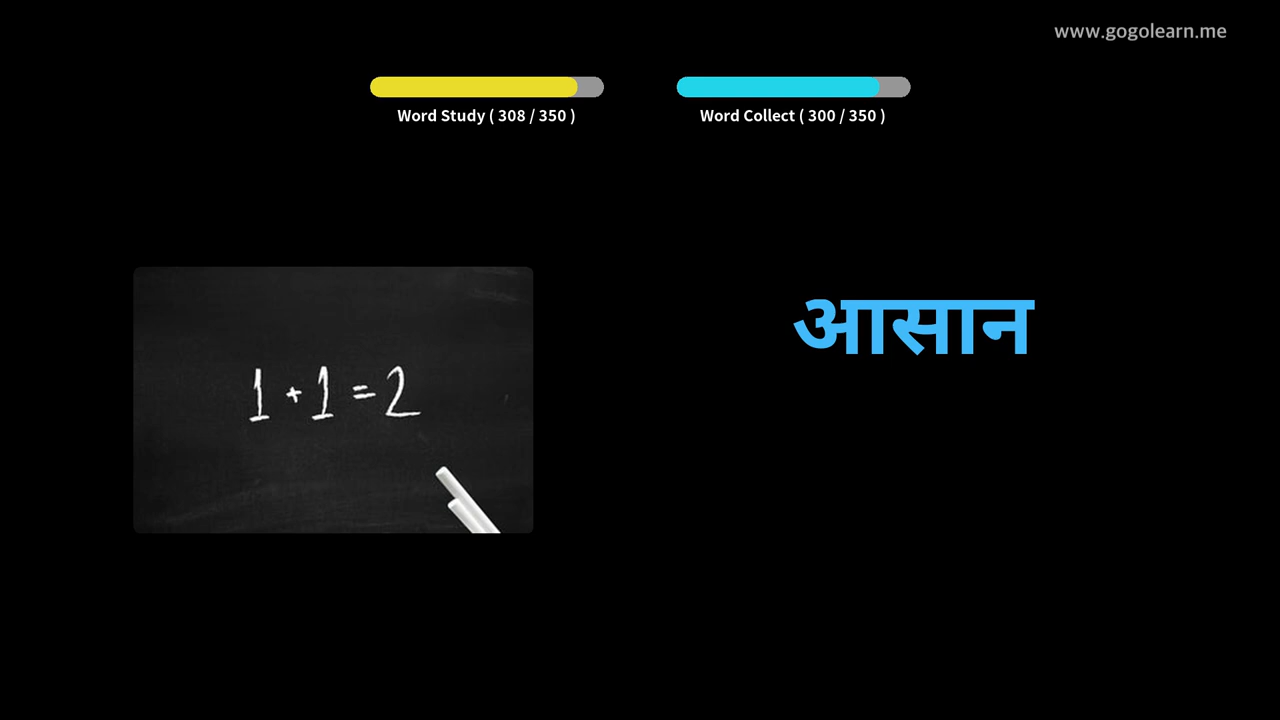 www.gogolearn.me
Word Study ( 308 / 350 )
Word Collect ( 300 / 350 )
आसान
1 + 1 = 2